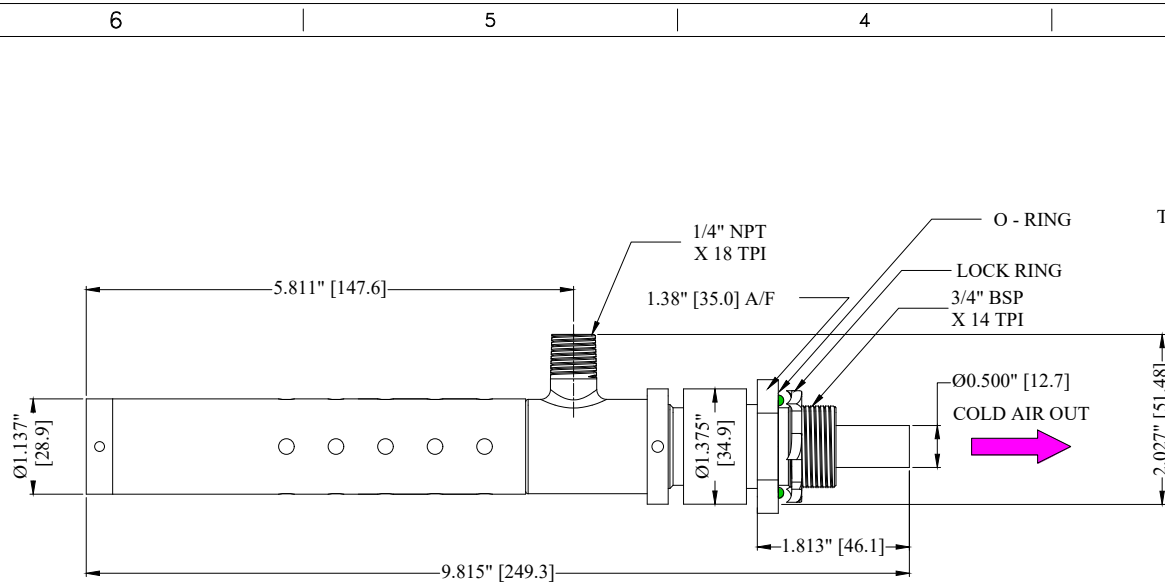 6
5
4
O - RING
T
1/4" NPT
X 18 TPI
LOCK RING
5.811" [147.6]
1.38" [35.0] A/F
3/4" BSP
X 14 TPI
Ø0.500" [12.7]
COLD AIR OUT
Ø1.137"
[28.9]
Ø1.375"
[34.9]
2.027" [51.48]
1.813" [46.1]
9.815" [249.3]